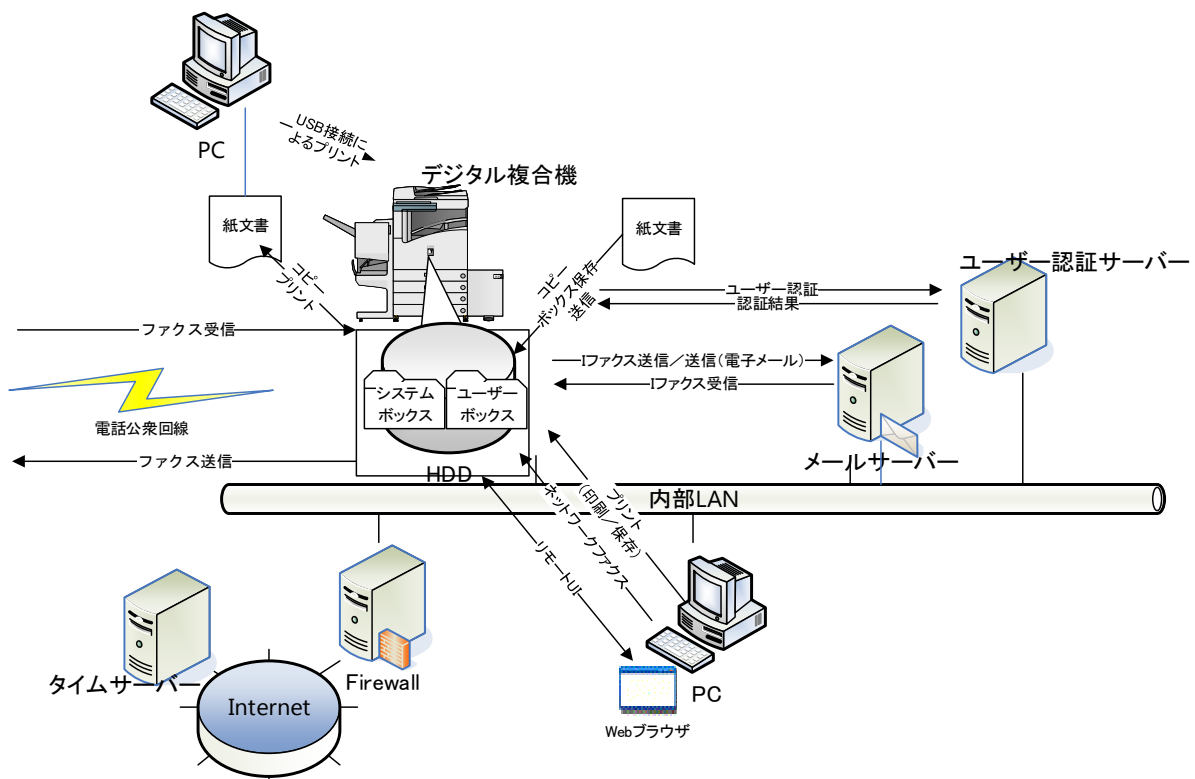 PC
USB接続に
よるプリント
デジタル複合機
紙文書
紙文書
コピー
プリント
コピー
ボックス保存
送信
ユーザー認証サーバー
ユーザー認証
認証結果
ファクス受信
Iファクス送信／送信(電子メール)
Iファクス受信
システム
ボックス
ユーザー
ボックス
電話公衆回線
ファクス送信
HDD
メールサーバー
内部LAN
プリント
(印刷／保存)
ネットワークファクス
リモートUI
タイムサーバー
Firewall
Internet
PC
Webブラウザ